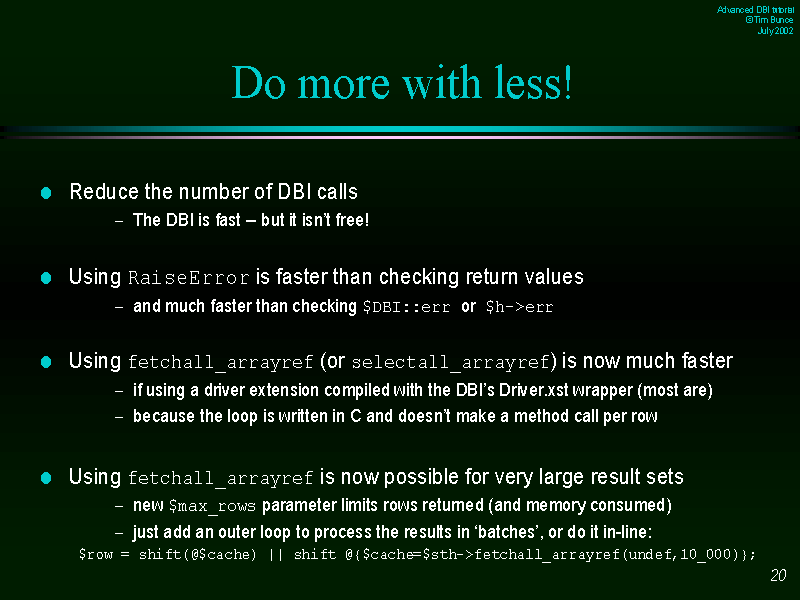 Advanced DBI tutorial
©Tim Bunce
July 2002
Do more with less!
Reduce the number of DBI calls
– The DBI is fast – but it isn’t free!
Using RaiseError is faster than checking return values
– and much faster than checking $DBI::err or $h->err
Using fetchall_arrayref (or selectall_arrayref) is now much faster
– if using a driver extension compiled with the DBI’s Driver.xst wrapper (most are)
– because the loop is written in C and doesn’t make a method call per row
Using fetchall_arrayref is now possible for very large result sets
– new $max_rows parameter limits rows returned (and memory consumed)
– just add an outer loop to process the results in ‘batches’, or do it in-line:
$row = shift(@$cache) || shift @{$cache=$sth->fetchall_arrayref(undef,10_000)};
20